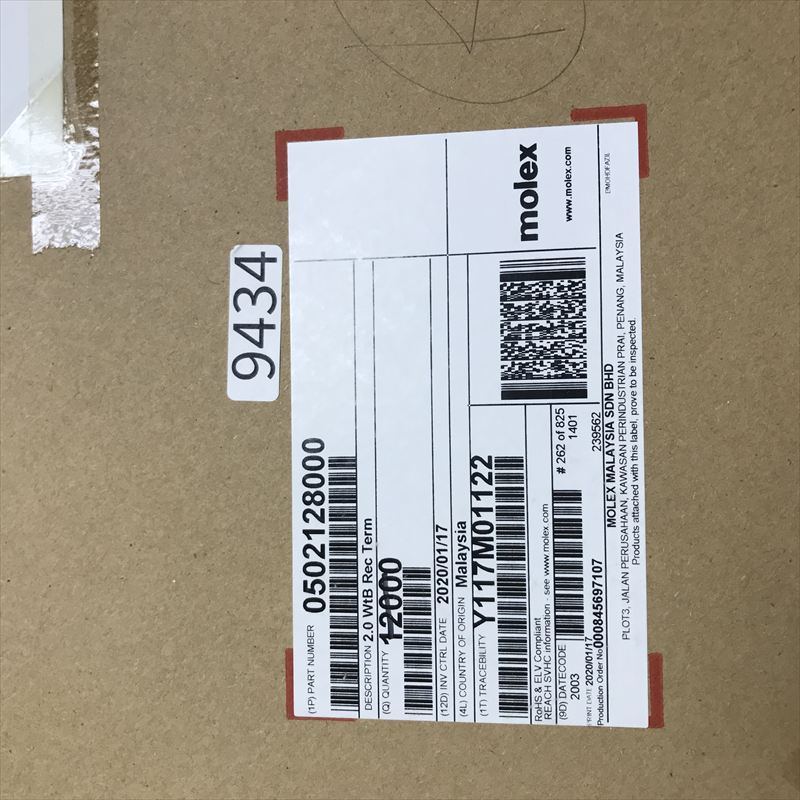 9434
(1P) PART NUMBER 0502128000
DESCRIPTION 2.0 WtB Rec Term
(Q) QUANTITY 12000
(12D) INV CTRL DATE 2020/01/17
(4L) COUNTRY OF ORIGIN Malaysia
(1T) TRACEBILITY Y117M01122
RoHS & ELV Compliant
REACH SVHC information - see www.molex.com
(9D) DATECODE
2003
# 262 of 825
1401
PRINT DATE 2020/01/17
Production Order No 000845697107
239562
molex
www.molex.com
MOLEX MALAYSIA SDN BHD
PLOT3, JALAN PERUSAHAAN, KAWASAN PERINDUSTRIAN PRAI, PENANG, MALAYSIA
Products attached with this label, prove to be inspected.